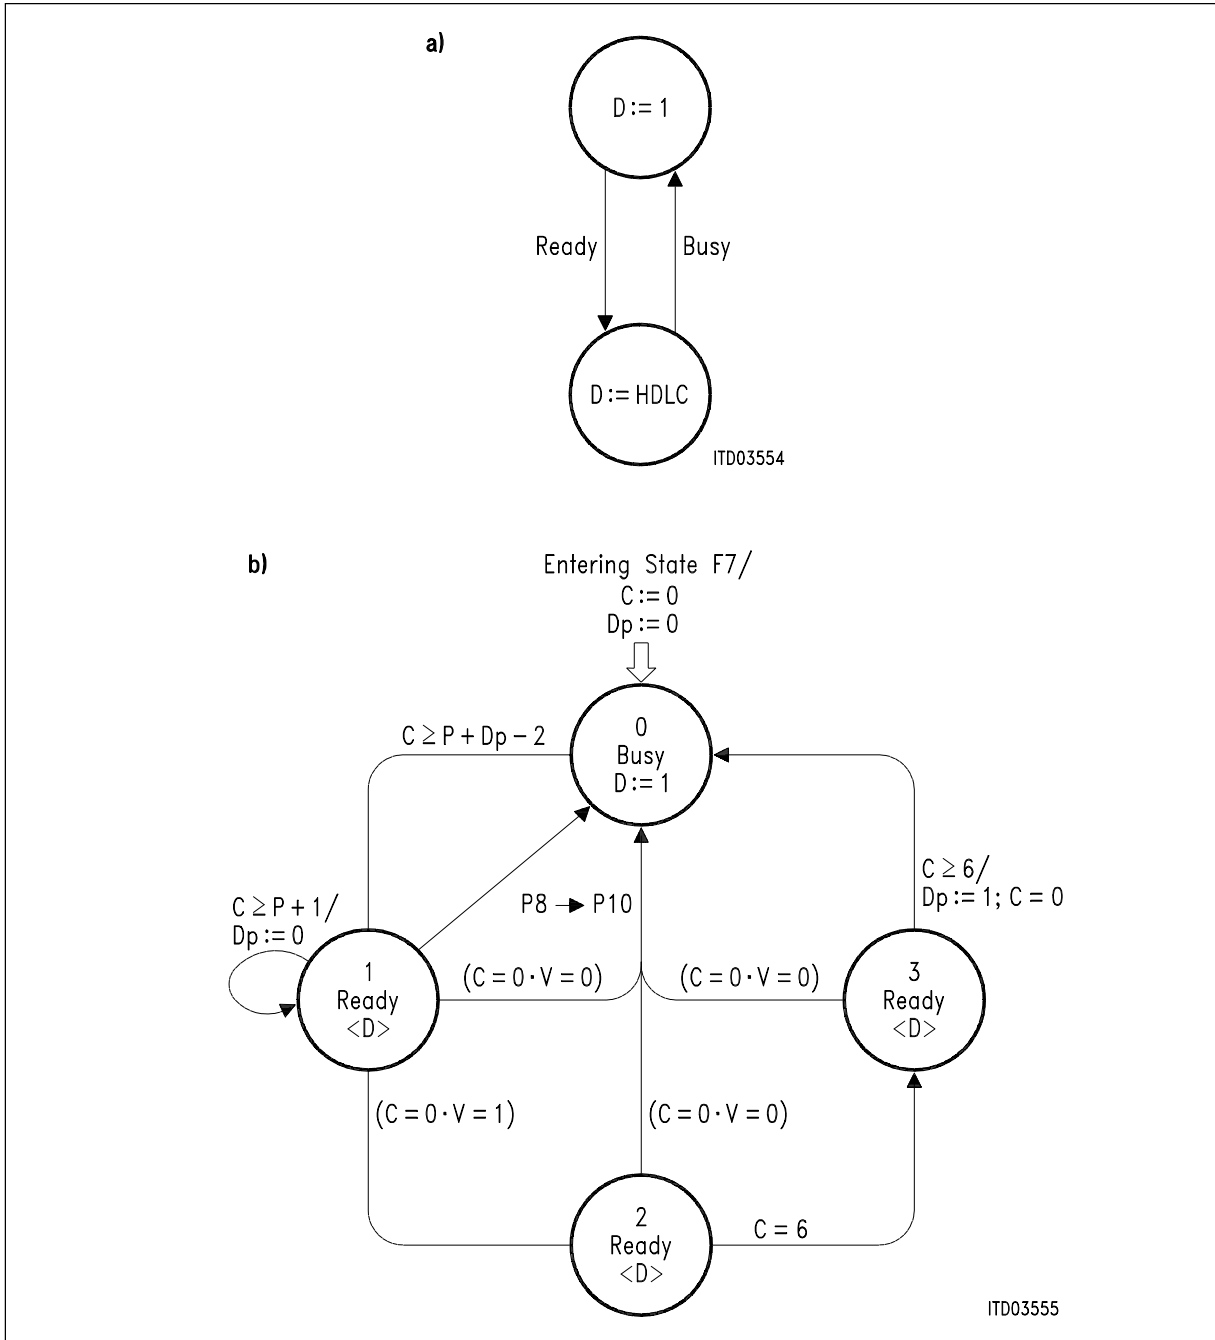 a)
D := 1
Ready
Busy
D := HDLC
ITD03554
b)
Entering State F7/
C := 0
Dp := 0
C ≥ P + Dp − 2
0
Busy
D := 1
C ≥ 6/
Dp := 1; C = 0
P8 → P10
C ≥ P + 1/
Dp := 0
1
Ready
<D>
(C = 0 · V = 0)
(C = 0 · V = 0)
3
Ready
<D>
(C = 0 · V = 1)
(C = 0 · V = 0)
2
Ready
<D>
C = 6
ITD03555